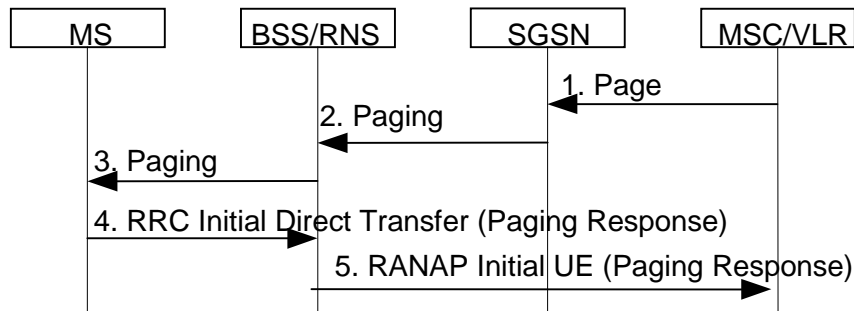 MS
BSS/RNS
SGSN
MSC/VLR
1. Page
2. Paging
3. Paging
4. RRC Initial Direct Transfer (Paging Response)
5. RANAP Initial UE (Paging Response)